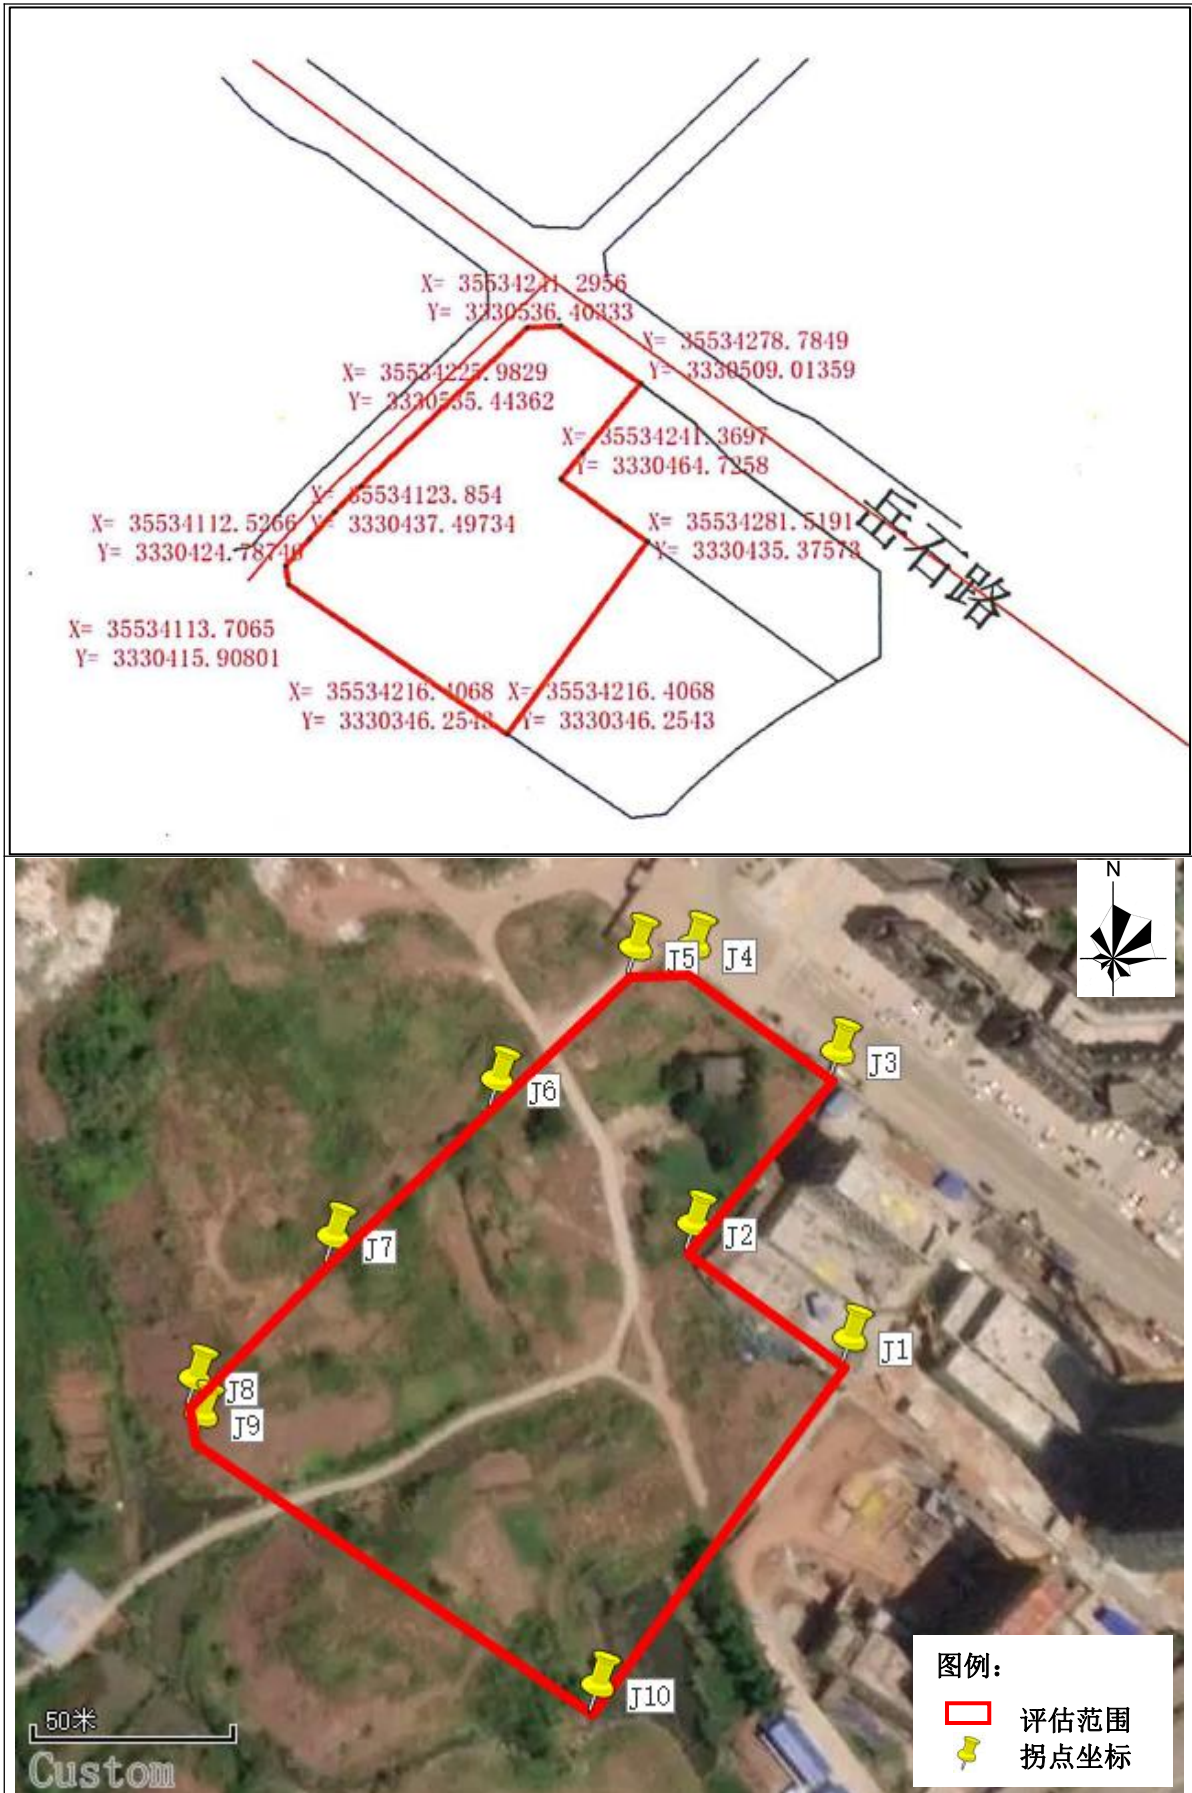 X= 35534241.2956
Y= 3330536.40333
X= 35534278.7849
Y= 3330509.01359
X= 35534225.9829
Y= 3330535.44362
X= 35534241.3697
Y= 3330464.7258
X= 35534123.854
Y= 3330437.49734
X= 35534112.5266
Y= 3330424.78746
X= 35534281.5191
Y= 3330435.37573
岳石路
X= 35534113.7065
Y= 3330415.90801
X= 35534216.4068
Y= 3330346.2543
X= 35534216.4068
Y= 3330346.2543
N
J5
J4
J3
J6
J2
J7
J1
J8
J9
J10
50米
Custom
图例：
评估范围
拐点坐标